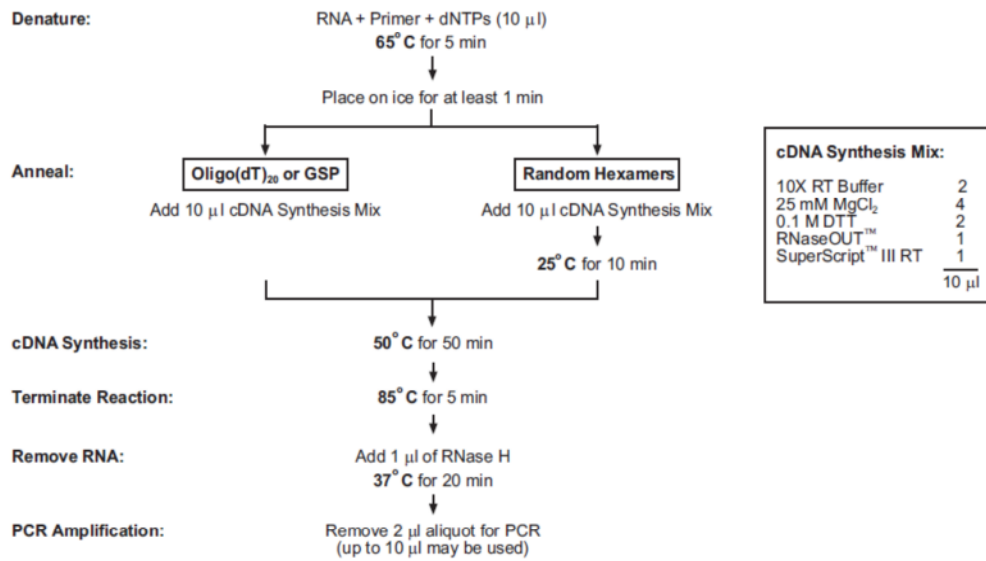 Denature:
RNA + Primer + dNTPs (10 µl)
65°C for 5 min
Place on ice for at least 1 min
Anneal:
Oligo(dT)₂₀ or GSP
Random Hexamers
Add 10 µl cDNA Synthesis Mix
Add 10 µl cDNA Synthesis Mix
25°C for 10 min
cDNA Synthesis Mix:
10X RT Buffer 2
25 mM MgCl₂ 4
0.1 M DTT 2
RNaseOUT™ 1
SuperScript™ III RT 1
10 µl
cDNA Synthesis:
50°C for 50 min
Terminate Reaction:
85°C for 5 min
Remove RNA:
Add 1 µl of RNase H
37°C for 20 min
PCR Amplification:
Remove 2 µl aliquot for PCR
(up to 10 µl may be used)